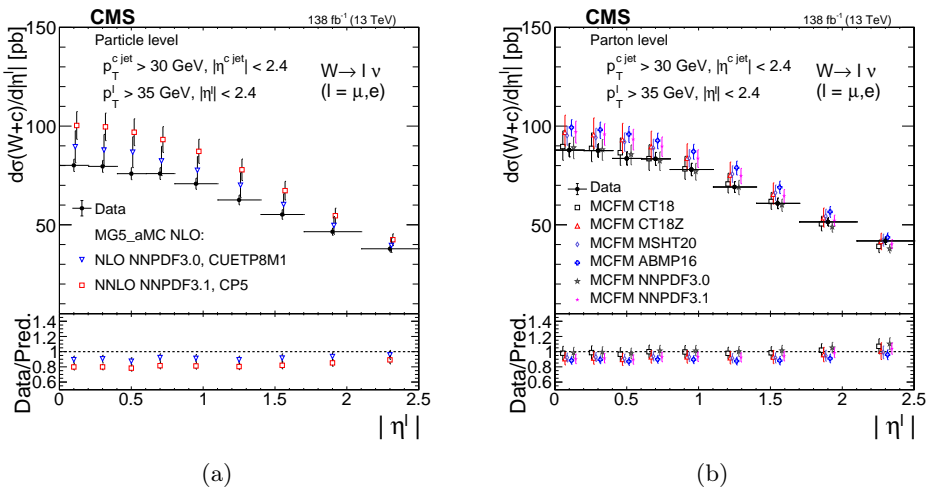 CMS
138 fb⁻¹ (13 TeV)
dσ(W+c)/d|ηˡ| [pb]
150
100
50
Particle level
p_T^{c jet} > 30 GeV, |η^{c jet}| < 2.4
p_T^l > 35 GeV, |η^l| < 2.4
W→ l ν
(l = μ,e)
Data
MG5_aMC NLO:
NLO NNPDF3.0, CUETP8M1
NNLO NNPDF3.1, CP5
Data/Pred.
1.4
1.2
1
0.8
0.6
0
0.5
1
1.5
2
2.5
| ηˡ |
(a)
CMS
138 fb⁻¹ (13 TeV)
dσ(W+c)/d|ηˡ| [pb]
150
100
50
Parton level
p_T^{c jet} > 30 GeV, |η^{c jet}| < 2.4
p_T^l > 35 GeV, |η^l| < 2.4
W→ l ν
(l = μ,e)
Data
MCFM CT18
MCFM CT18Z
MCFM MSHT20
MCFM ABMP16
MCFM NNPDF3.0
MCFM NNPDF3.1
Data/Pred.
1.4
1.2
1
0.8
0.6
0
0.5
1
1.5
2
2.5
| ηˡ |
(b)